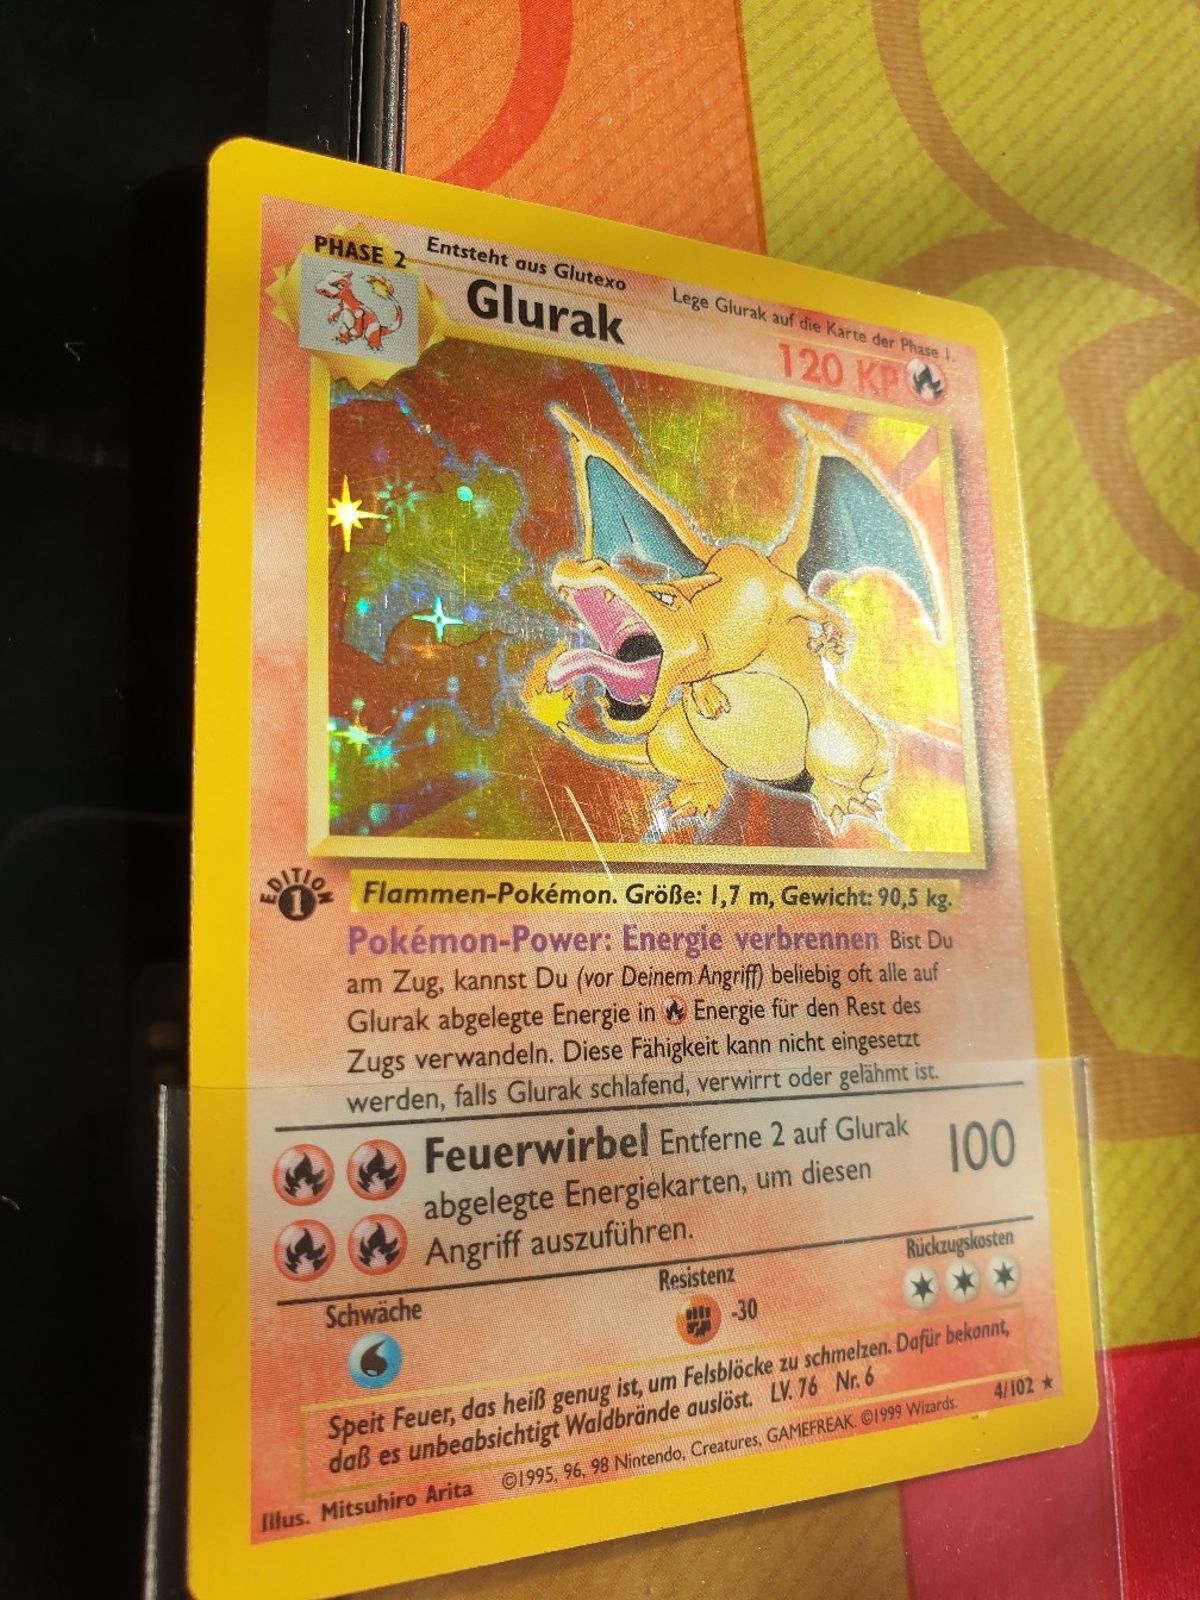 PHASE 2
Entsteht aus Glutexo
Lege Glurak auf die Karte der Phase 1.
Glurak
120 KP
EDITION
1
Flammen-Pokémon. Größe: 1,7 m, Gewicht: 90,5 kg.
Pokémon-Power: Energie verbrennen Bist Du
am Zug, kannst Du (vor Deinem Angriff) beliebig oft alle auf
Glurak abgelegte Energie in Energie für den Rest des
Zugs verwandeln. Diese Fähigkeit kann nicht eingesetzt
werden, falls Glurak schlafend, verwirrt oder gelähmt ist.
Feuerwirbel Entferne 2 auf Glurak
abgelegte Energiekarten, um diesen
Angriff auszuführen.
100
Schwäche
Resistenz
-30
Rückzugskosten
Speit Feuer, das heiß genug ist, um Felsblöcke zu schmelzen. Dafür bekannt,
daß es unbeabsichtigt Waldbrände auslöst. LV. 76 Nr. 6
Illus. Mitsuhiro Arita
©1995, 96, 98 Nintendo, Creatures, GAMEFREAK. ©1999 Wizards.
4/102 ★